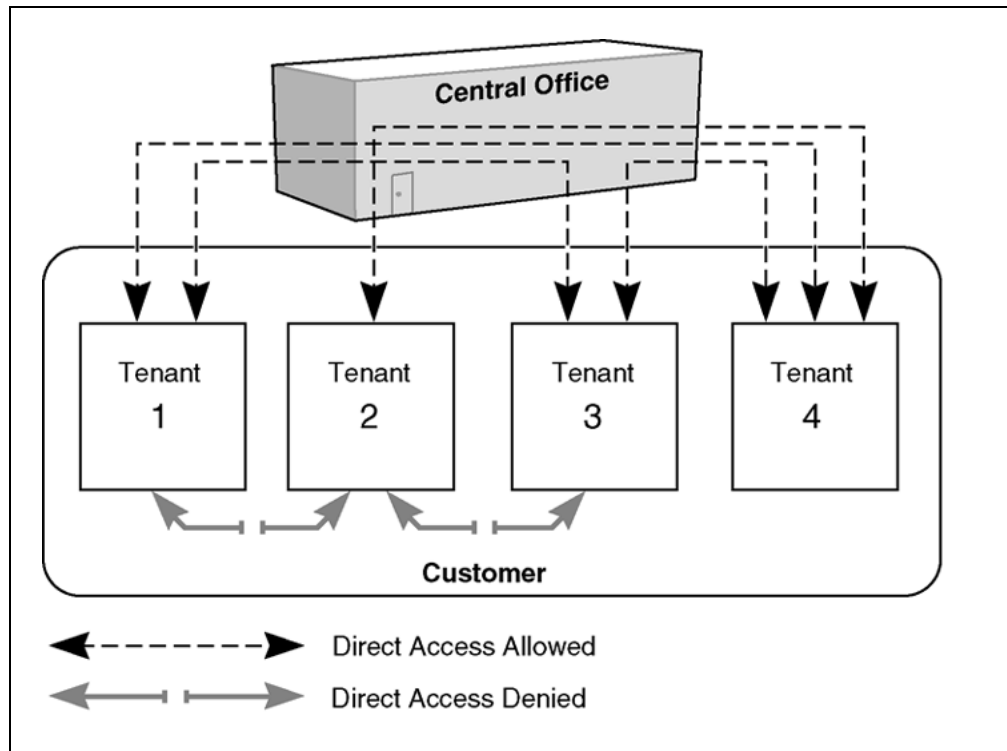 Central Office
Tenant
1
Tenant
2
Tenant
3
Tenant
4
Customer
Direct Access Allowed
Direct Access Denied